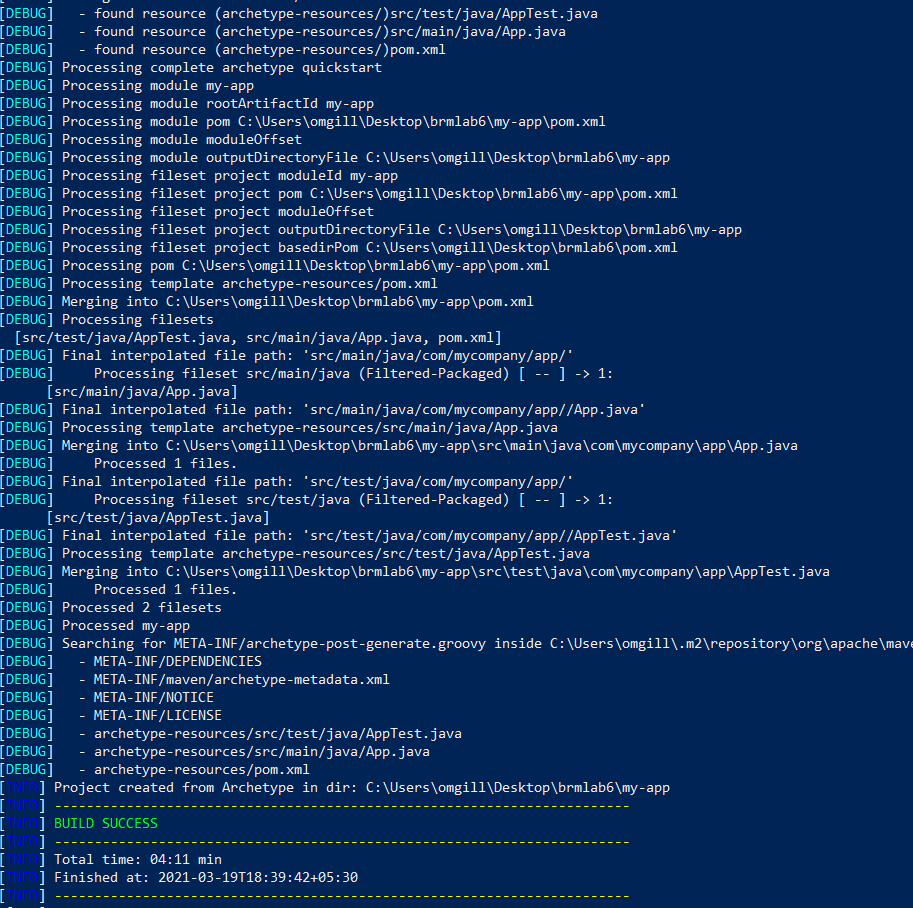 [DEBUG]   - found resource (archetype-resources/)src/test/java/AppTest.java
[DEBUG]   - found resource (archetype-resources/)src/main/java/App.java
[DEBUG]   - found resource (archetype-resources/)pom.xml
[DEBUG] Processing complete archetype quickstart
[DEBUG] Processing module my-app
[DEBUG] Processing module rootArtifactId my-app
[DEBUG] Processing module pom C:\Users\omgill\Desktop\brmlab6\my-app\pom.xml
[DEBUG] Processing module moduleOffset
[DEBUG] Processing module outputDirectoryFile C:\Users\omgill\Desktop\brmlab6\my-app
[DEBUG] Processing fileset project moduleId my-app
[DEBUG] Processing fileset project pom C:\Users\omgill\Desktop\brmlab6\my-app\pom.xml
[DEBUG] Processing fileset project moduleOffset
[DEBUG] Processing fileset project outputDirectoryFile C:\Users\omgill\Desktop\brmlab6\my-app
[DEBUG] Processing fileset project basedirPom C:\Users\omgill\Desktop\brmlab6\pom.xml
[DEBUG] Processing pom C:\Users\omgill\Desktop\brmlab6\my-app\pom.xml
[DEBUG] Processing template archetype-resources/pom.xml
[DEBUG] Merging into C:\Users\omgill\Desktop\brmlab6\my-app\pom.xml
[DEBUG] Processing filesets
  [src/test/java/AppTest.java, src/main/java/App.java, pom.xml]
[DEBUG] Final interpolated file path: 'src/main/java/com/mycompany/app/'
[DEBUG]     Processing fileset src/main/java (Filtered-Packaged) [ -- ] -> 1:
      [src/main/java/App.java]
[DEBUG] Final interpolated file path: 'src/main/java/com/mycompany/app//App.java'
[DEBUG] Processing template archetype-resources/src/main/java/App.java
[DEBUG] Merging into C:\Users\omgill\Desktop\brmlab6\my-app\src\main\java\com\mycompany\app\App.java
[DEBUG]     Processed 1 files.
[DEBUG] Final interpolated file path: 'src/test/java/com/mycompany/app/'
[DEBUG]     Processing fileset src/test/java (Filtered-Packaged) [ -- ] -> 1:
      [src/test/java/AppTest.java]
[DEBUG] Final interpolated file path: 'src/test/java/com/mycompany/app//AppTest.java'
[DEBUG] Processing template archetype-resources/src/test/java/AppTest.java
[DEBUG] Merging into C:\Users\omgill\Desktop\brmlab6\my-app\src\test\java\com\mycompany\app\AppTest.java
[DEBUG]     Processed 1 files.
[DEBUG] Processed 2 filesets
[DEBUG] Processed my-app
[DEBUG] Searching for META-INF/archetype-post-generate.groovy inside C:\Users\omgill\.m2\repository\org\apache\mave
[DEBUG]   - META-INF/DEPENDENCIES
[DEBUG]   - META-INF/maven/archetype-metadata.xml
[DEBUG]   - META-INF/NOTICE
[DEBUG]   - META-INF/LICENSE
[DEBUG]   - archetype-resources/src/test/java/AppTest.java
[DEBUG]   - archetype-resources/src/main/java/App.java
[DEBUG]   - archetype-resources/pom.xml
[INFO] Project created from Archetype in dir: C:\Users\omgill\Desktop\brmlab6\my-app
[INFO] ------------------------------------------------------------------------
[INFO] BUILD SUCCESS
[INFO] ------------------------------------------------------------------------
[INFO] Total time: 04:11 min
[INFO] Finished at: 2021-03-19T18:39:42+05:30
[INFO] ------------------------------------------------------------------------